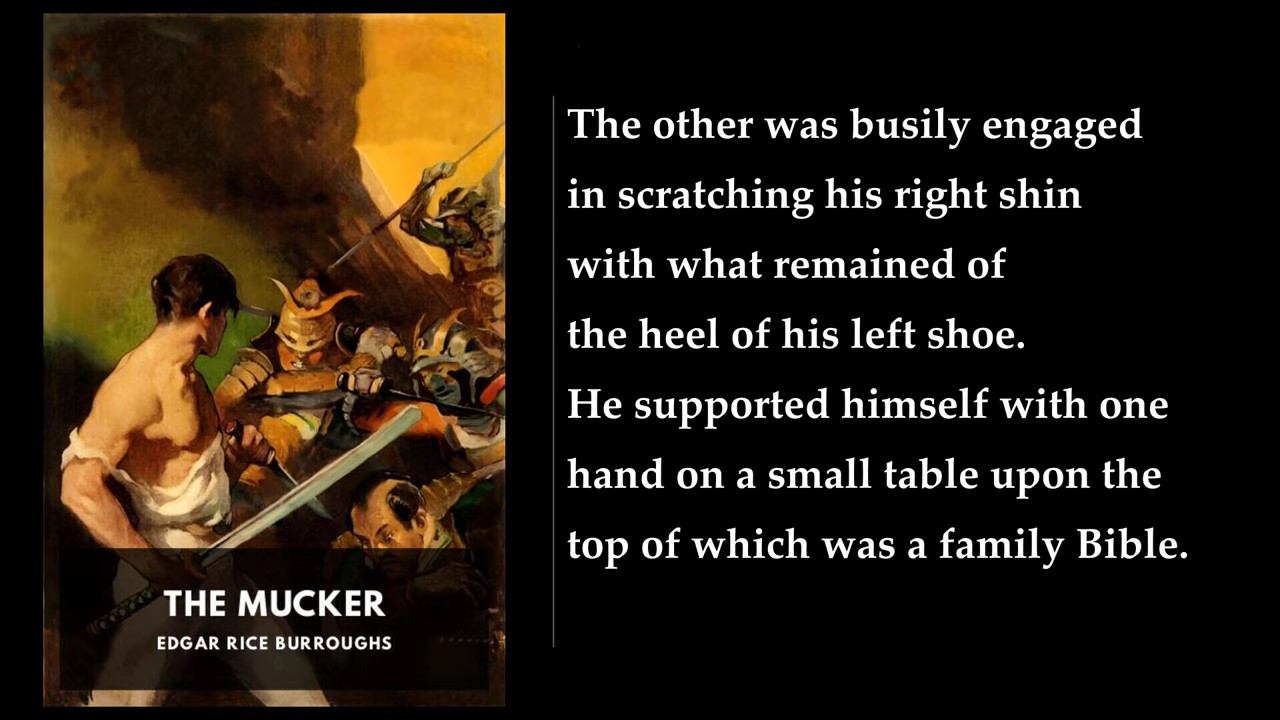 THE MUCKER
EDGAR RICE BURROUGHS
The other was busily engaged
in scratching his right shin
with what remained of
the heel of his left shoe.
He supported himself with one
hand on a small table upon the
top of which was a family Bible.